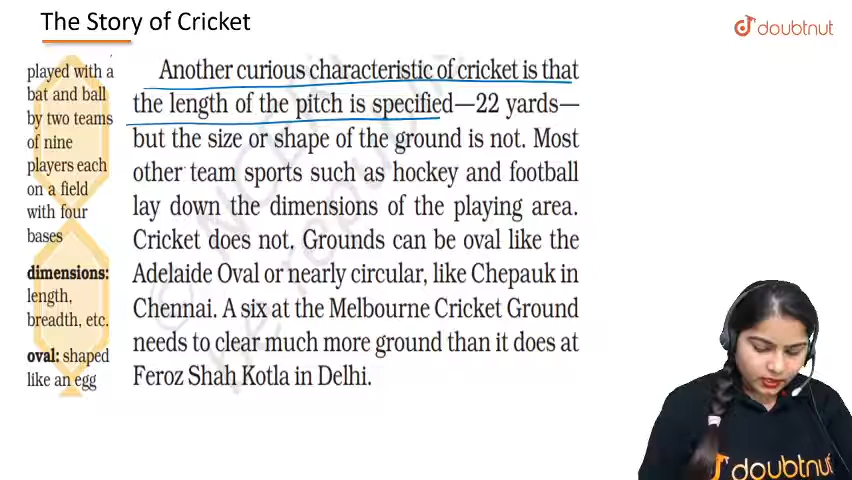 The Story of Cricket
doubtnut
played with a
bat and ball
by two teams
of nine
players each
on a field
with four
bases
dimensions:
length,
breadth, etc.
oval: shaped
like an egg
Another curious characteristic of cricket is that
the length of the pitch is specified—22 yards—
but the size or shape of the ground is not. Most
other team sports such as hockey and football
lay down the dimensions of the playing area.
Cricket does not. Grounds can be oval like the
Adelaide Oval or nearly circular, like Chepauk in
Chennai. A six at the Melbourne Cricket Ground
needs to clear much more ground than it does at
Feroz Shah Kotla in Delhi.
doubtnut